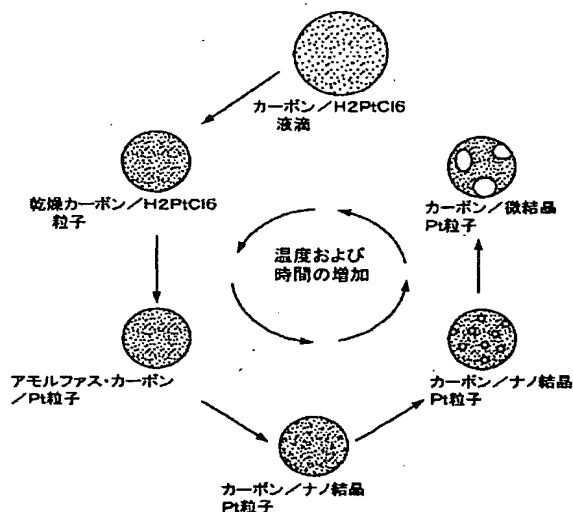 カーボン／H2PtCl6
液滴
乾燥カーボン／H2PtCl6
粒子
カーボン／微結晶
Pt粒子
温度および
時間の増加
アモルファス・カーボン
／Pt粒子
カーボン／ナノ結晶
Pt粒子
カーボン／ナノ結晶
Pt粒子